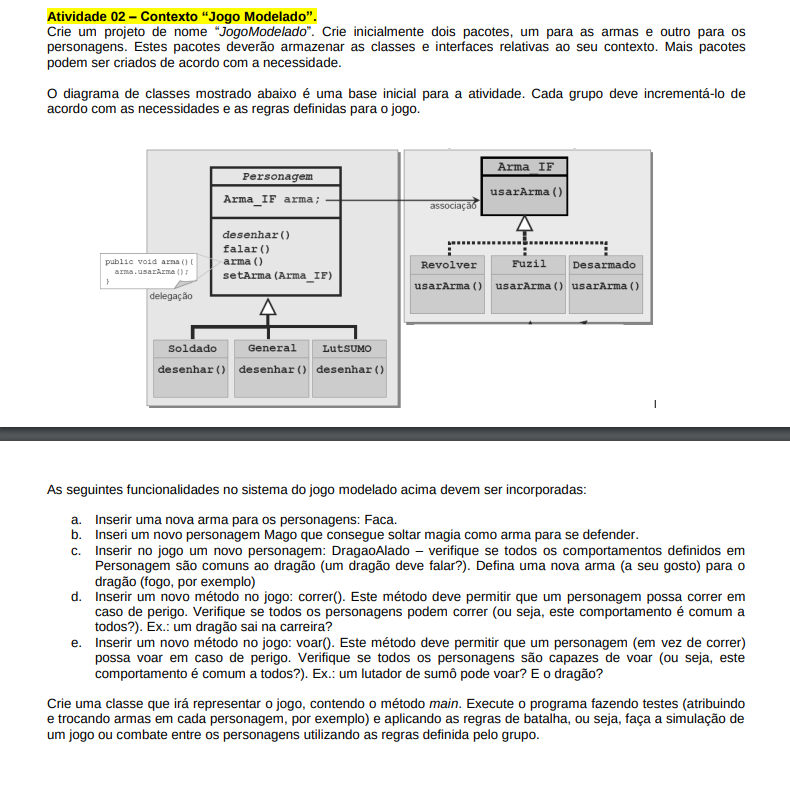 Atividade 02 – Contexto “Jogo Modelado”.
Crie um projeto de nome “JogoModelado”. Crie inicialmente dois pacotes, um para as armas e outro para os
personagens. Estes pacotes deverão armazenar as classes e interfaces relativas ao seu contexto. Mais pacotes
podem ser criados de acordo com a necessidade.
O diagrama de classes mostrado abaixo é uma base inicial para a atividade. Cada grupo deve incrementá-lo de
acordo com as necessidades e as regras definidas para o jogo.
Personagem
Arma_IF arma;
desenhar()
falar()
arma()
setArma(Arma_IF)
public void arma(){
arma.usarArma();
}
delegação
Soldado
desenhar()
General
desenhar()
LutSUMO
desenhar()
associação
Arma_IF
usarArma()
Revolver
usarArma()
Fuzil
usarArma()
Desarmado
usarArma()
As seguintes funcionalidades no sistema do jogo modelado acima devem ser incorporadas:
a. Inserir uma nova arma para os personagens: Faca.
b. Inseri um novo personagem Mago que consegue soltar magia como arma para se defender.
c. Inserir no jogo um novo personagem: DragaoAlado – verifique se todos os comportamentos definidos em
Personagem são comuns ao dragão (um dragão deve falar?). Defina uma nova arma (a seu gosto) para o
dragão (fogo, por exemplo)
d. Inserir um novo método no jogo: correr(). Este método deve permitir que um personagem possa correr em
caso de perigo. Verifique se todos os personagens podem correr (ou seja, este comportamento é comum a
todos?). Ex.: um dragão sai na carreira?
e. Inserir um novo método no jogo: voar(). Este método deve permitir que um personagem (em vez de correr)
possa voar em caso de perigo. Verifique se todos os personagens são capazes de voar (ou seja, este
comportamento é comum a todos?). Ex.: um lutador de sumô pode voar? E o dragão?
Crie uma classe que irá representar o jogo, contendo o método main. Execute o programa fazendo testes (atribuindo
e trocando armas em cada personagem, por exemplo) e aplicando as regras de batalha, ou seja, faça a simulação de
um jogo ou combate entre os personagens utilizando as regras definida pelo grupo.